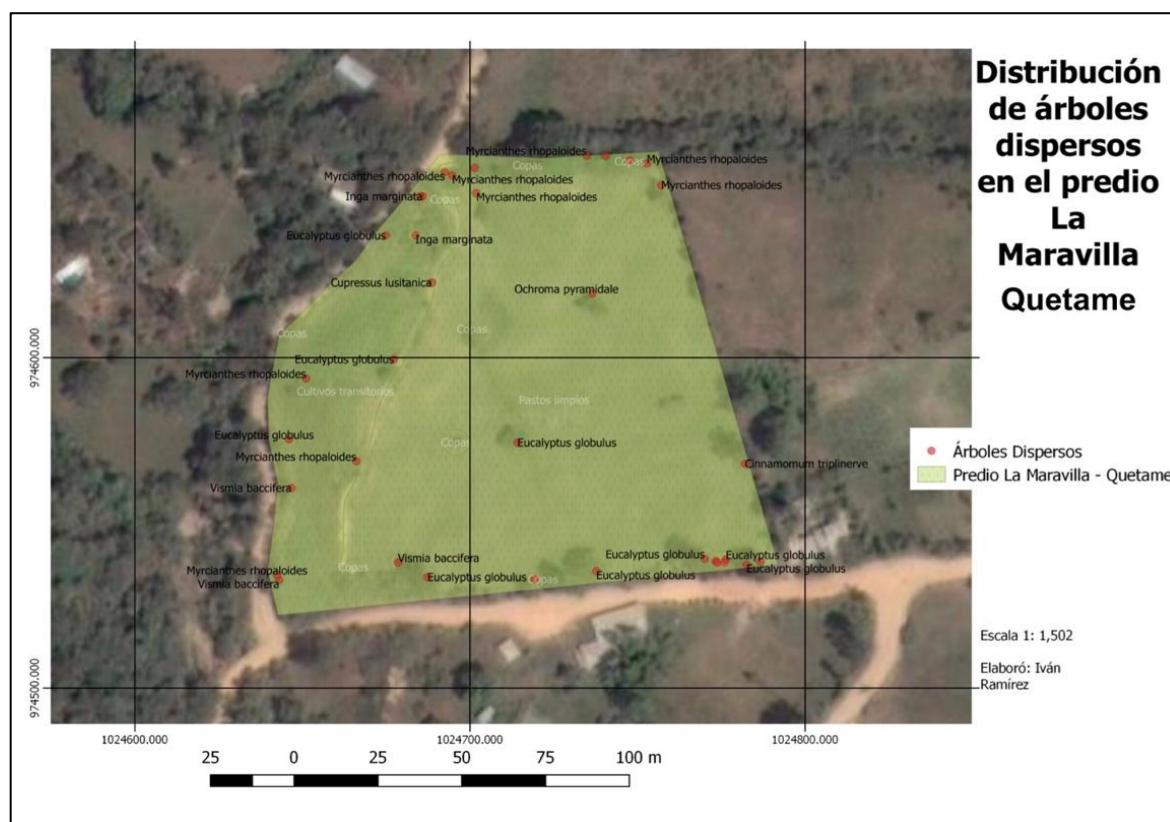 Distribución
de árboles
dispersos
en el predio
La
Maravilla
Quetame
Myrcianthes rhopaloides
Copas
Copas
Myrcianthes rhopaloides
Myrcianthes rhopaloides
Myrcianthes rhopaloides
Myrcianthes rhopaloides
Inga marginata
Copas
Myrcianthes rhopaloides
Eucalyptus globulus
Inga marginata
Cupressus lusitanica
Ochroma pyramidale
Copas
Copas
Eucalyptus globulus
Myrcianthes rhopaloides
Cultivos transitorios
Pastos limpios
Eucalyptus globulus
Copas
Eucalyptus globulus
Myrcianthes rhopaloides
Cinnamomum triplinerve
Vismia baccifera
Vismia baccifera
Eucalyptus globulus
Eucalyptus globulus
Myrcianthes rhopaloides
Copas
Eucalyptus globulus
Eucalyptus globulus
Vismia baccifera
Eucalyptus globulus
Copas
974600.000
974500.000
1024600.000
1024700.000
1024800.000
Árboles Dispersos
Predio La Maravilla - Quetame
Escala 1: 1,502
Elaboró: Iván
Ramírez
25 0 25 50 75 100 m